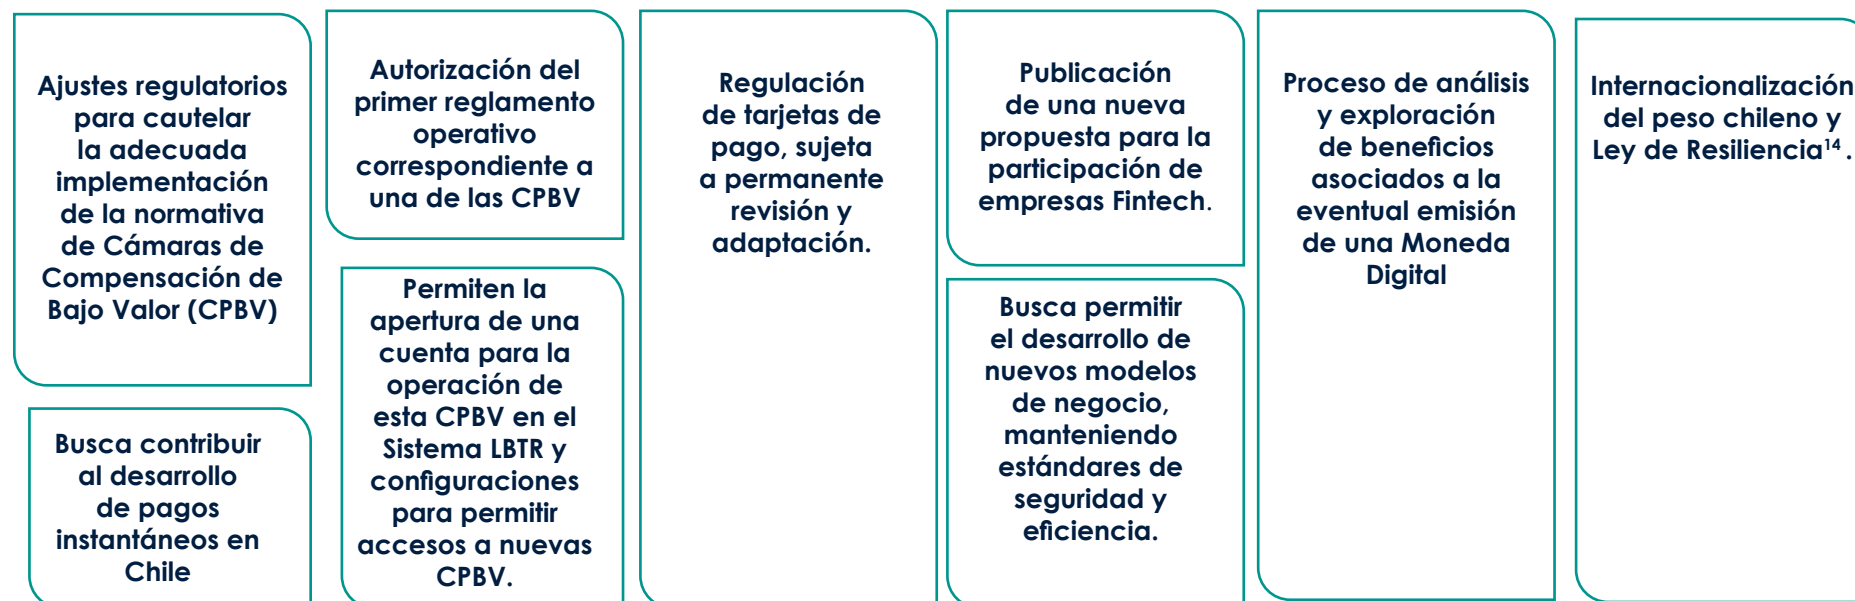 Ajustes regulatorios
para cautelar
la adecuada
implementación
de la normativa
de Cámaras de
Compensación de
Bajo Valor (CPBV)
Busca contribuir
al desarrollo
de pagos
instantáneos en
Chile
Autorización del
primer reglamento
operativo
correspondiente a
una de las CPBV
Permiten la
apertura de una
cuenta para la
operación de
esta CPBV en el
Sistema LBTR y
configuraciones
para permitir
accesos a nuevas
CPBV.
Regulación
de tarjetas de
pago, sujeta
a permanente
revisión y
adaptación.
Publicación
de una nueva
propuesta para la
participación de
empresas Fintech.
Busca permitir
el desarrollo de
nuevos modelos
de negocio,
manteniendo
estándares de
seguridad y
eficiencia.
Proceso de análisis
y exploración
de beneficios
asociados a la
eventual emisión
de una Moneda
Digital
Internacionalización
del peso chileno y
Ley de Resiliencia¹⁴ .